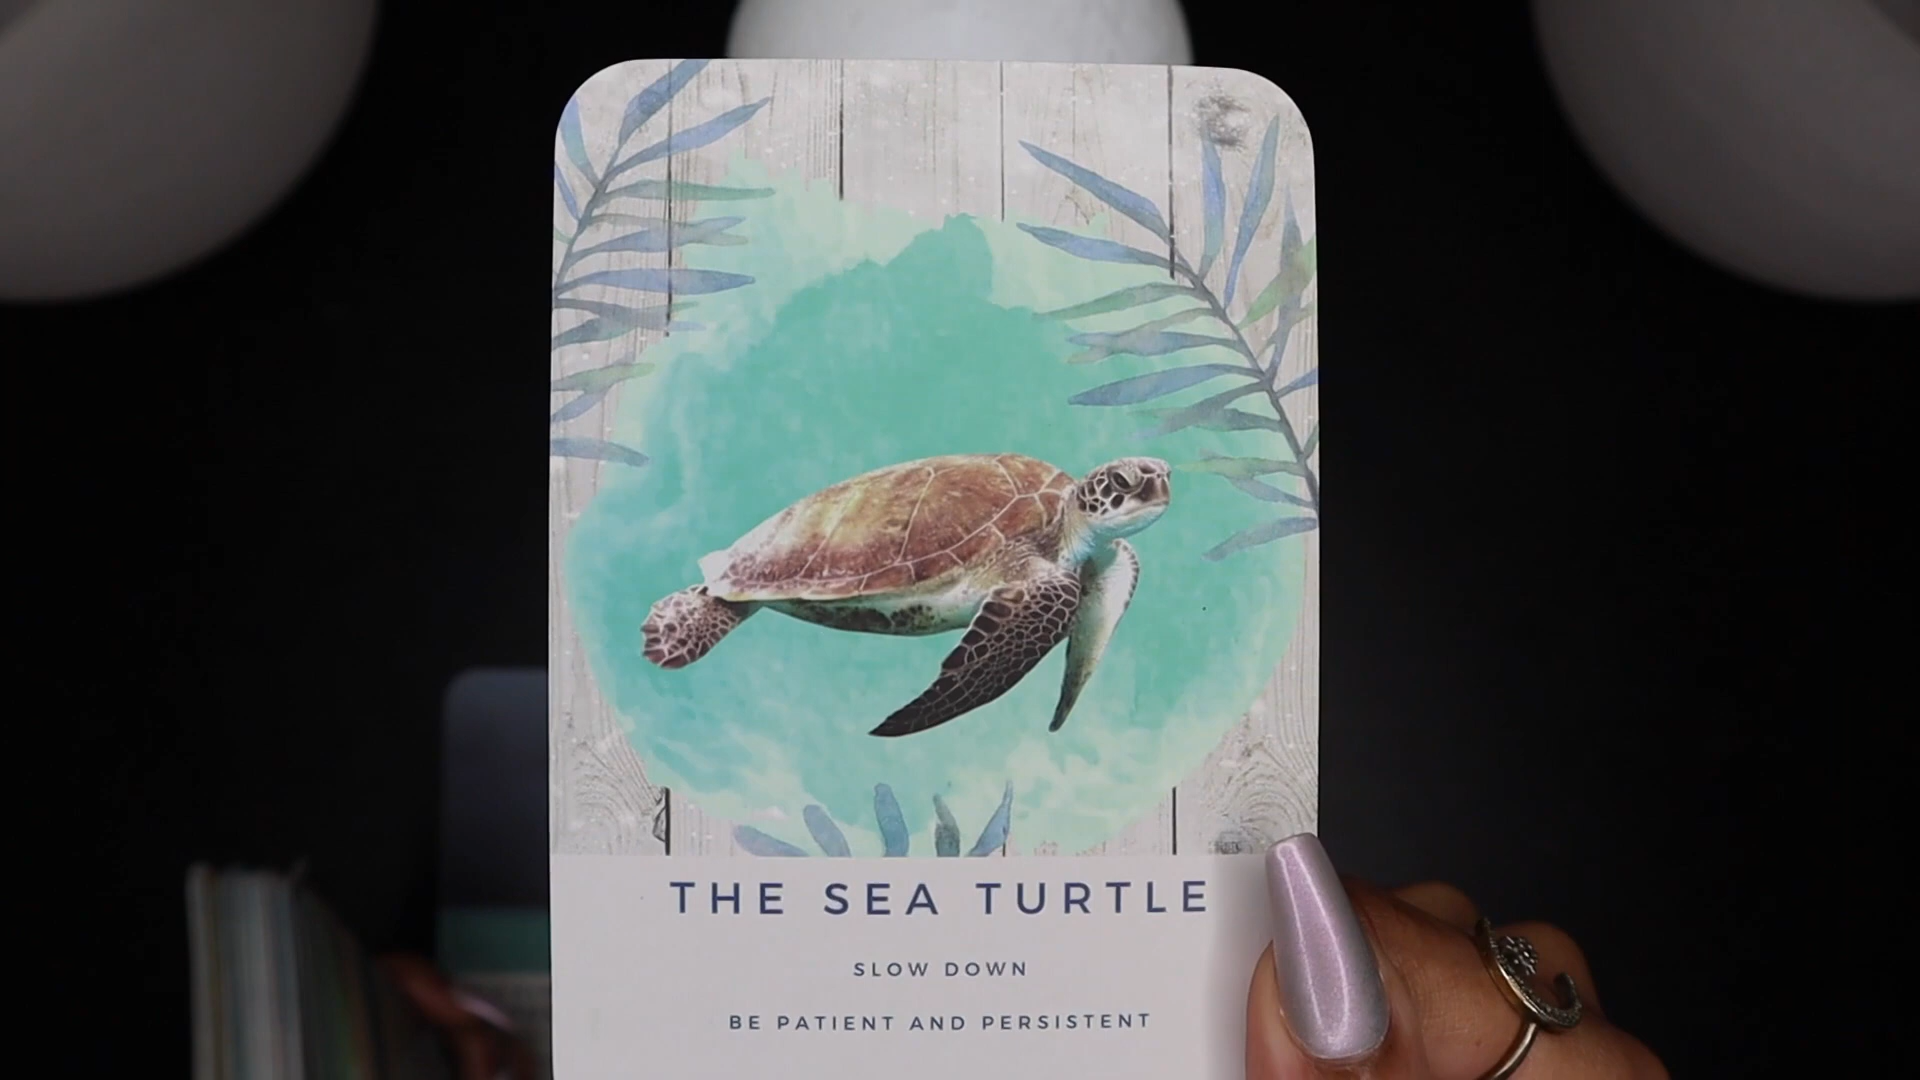 THE SEA TURTLE
SLOW DOWN
BE PATIENT AND PERSISTENT